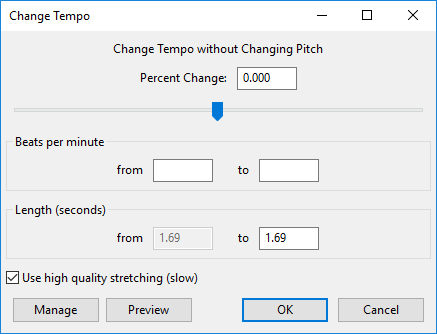 Change Tempo
Change Tempo without Changing Pitch
Percent Change: 0.000
Beats per minute
from to
Length (seconds)
from 1.69 to 1.69
Use high quality stretching (slow)
Manage Preview OK Cancel